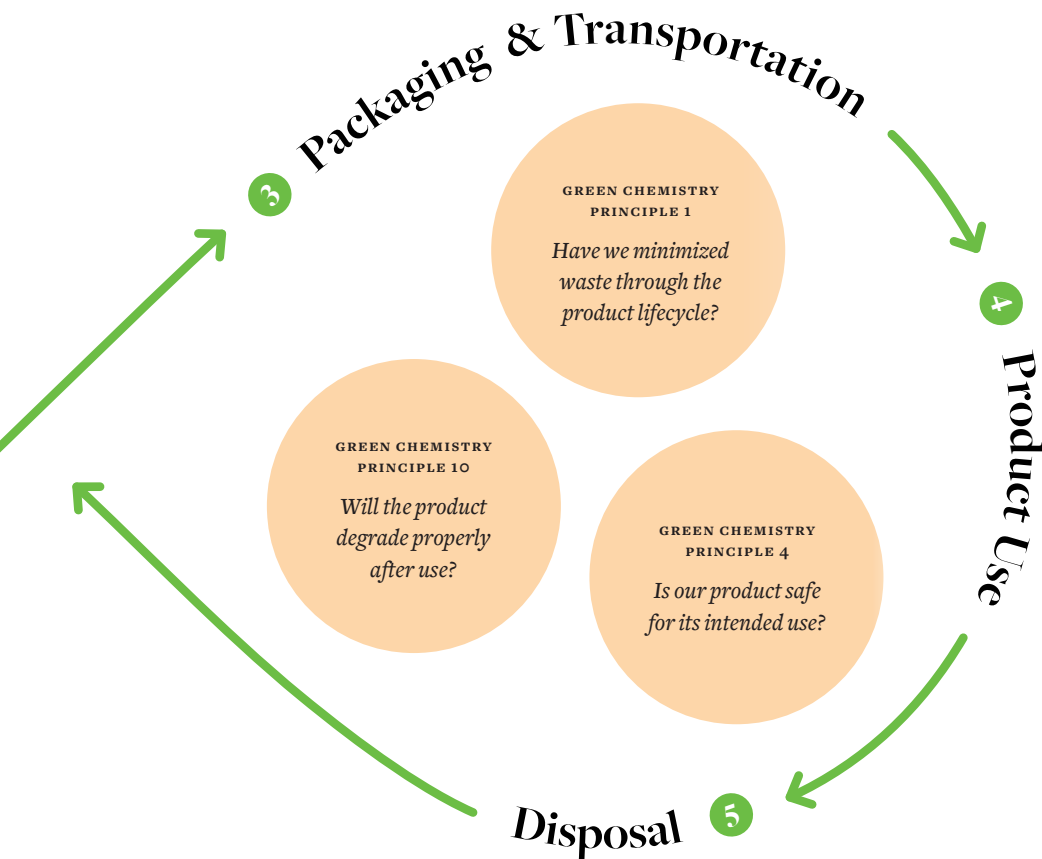 3 Packaging & Transportation
GREEN CHEMISTRY
PRINCIPLE 1
Have we minimized
waste through the
product lifecycle?
4 Product Use
GREEN CHEMISTRY
PRINCIPLE 10
Will the product
degrade properly
after use?
GREEN CHEMISTRY
PRINCIPLE 4
Is our product safe
for its intended use?
5 Disposal